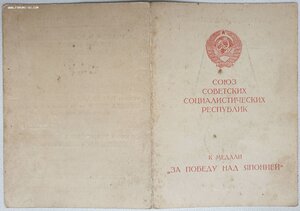 СОЮЗ
СОВЕТСКИХ
СОЦИАЛИСТИЧЕСКИХ
РЕСПУБЛИК
К МЕДАЛИ
„ЗА ПОБЕДУ НАД ЯПОНИЕЙ"